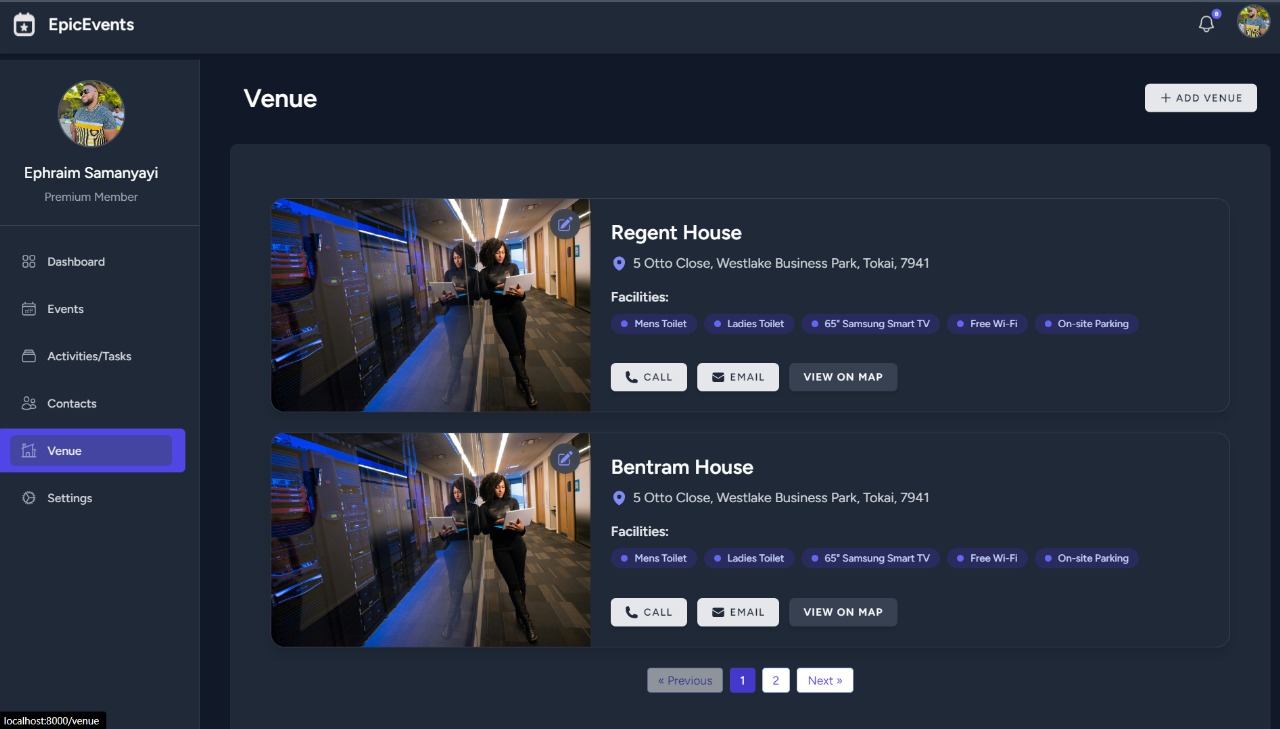 EpicEvents
8
Ephraim Samanyayi
Premium Member
Dashboard
Events
Activities/Tasks
Contacts
Venue
Settings
Venue
+ ADD VENUE
Regent House
5 Otto Close, Westlake Business Park, Tokai, 7941
Facilities:
Mens Toilet Ladies Toilet 65" Samsung Smart TV Free Wi-Fi On-site Parking
CALL EMAIL VIEW ON MAP
Bentram House
5 Otto Close, Westlake Business Park, Tokai, 7941
Facilities:
Mens Toilet Ladies Toilet 65" Samsung Smart TV Free Wi-Fi On-site Parking
CALL EMAIL VIEW ON MAP
« Previous 1 2 Next »
localhost:8000/venue